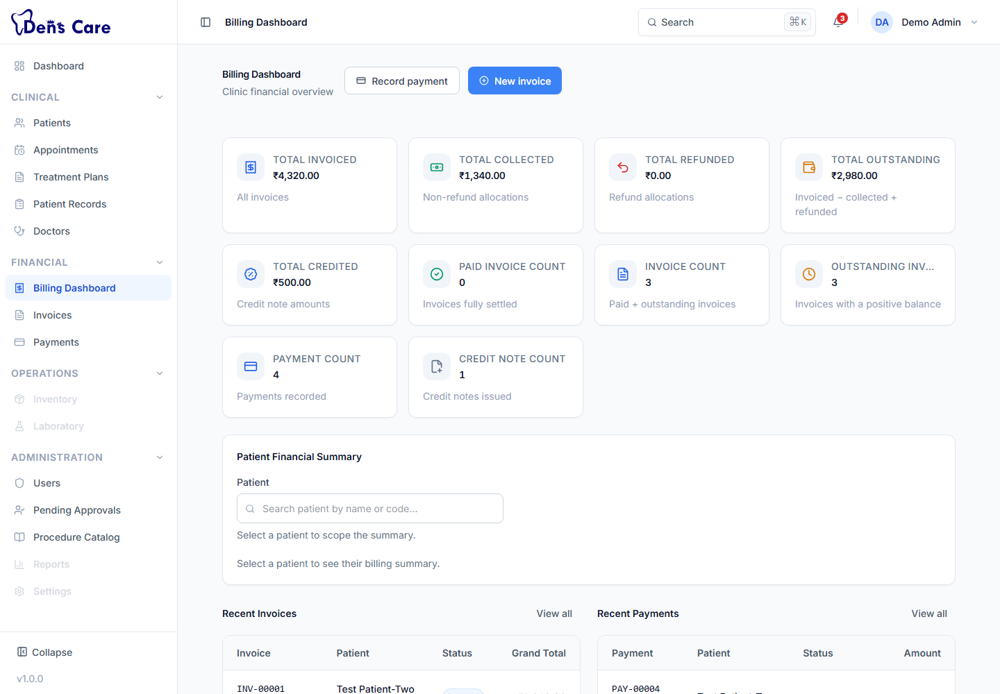 Dens Care
Billing Dashboard
Search
⌘K
3
DA
Demo Admin
Dashboard
CLINICAL
Patients
Appointments
Treatment Plans
Patient Records
Doctors
FINANCIAL
Billing Dashboard
Invoices
Payments
OPERATIONS
Inventory
Laboratory
ADMINISTRATION
Users
Pending Approvals
Procedure Catalog
Reports
Settings
Collapse
v1.0.0
Billing Dashboard
Clinic financial overview
Record payment
New invoice
TOTAL INVOICED
₹4,320.00
All invoices
TOTAL COLLECTED
₹1,340.00
Non-refund allocations
TOTAL REFUNDED
₹0.00
Refund allocations
TOTAL OUTSTANDING
₹2,980.00
Invoiced − collected +
refunded
TOTAL CREDITED
₹500.00
Credit note amounts
PAID INVOICE COUNT
0
Invoices fully settled
INVOICE COUNT
3
Paid + outstanding invoices
OUTSTANDING INV...
3
Invoices with a positive balance
PAYMENT COUNT
4
Payments recorded
CREDIT NOTE COUNT
1
Credit notes issued
Patient Financial Summary
Patient
Search patient by name or code...
Select a patient to scope the summary.
Select a patient to see their billing summary.
Recent Invoices
View all
Invoice Patient Status Grand Total
INV-00001 Test Patient-Two
Recent Payments
View all
Payment Patient Status Amount
PAY-00004